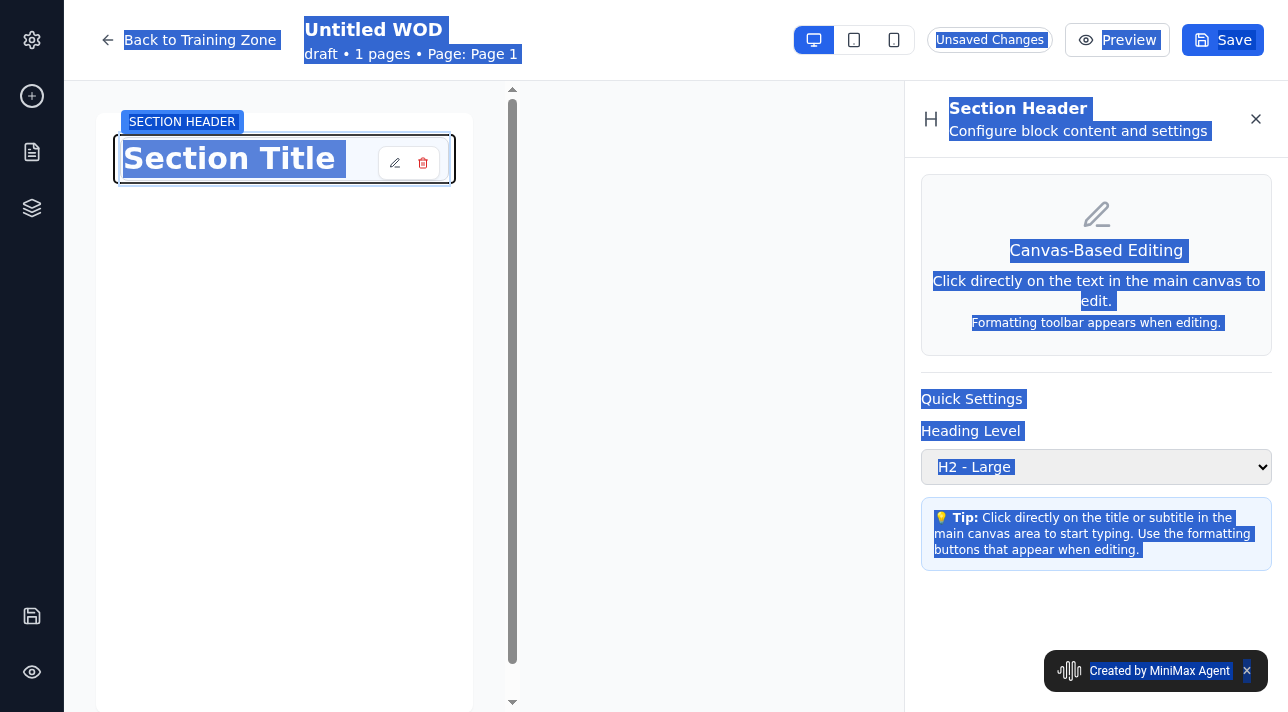 Back to Training Zone
Untitled WOD
draft • 1 pages • Page: Page 1
Unsaved Changes
Preview
Save
SECTION HEADER
Section Title
Section Header
Configure block content and settings
Canvas-Based Editing
Click directly on the text in the main canvas to
edit.
Formatting toolbar appears when editing.
Quick Settings
Heading Level
H2 - Large
💡 Tip: Click directly on the title or subtitle in the
main canvas area to start typing. Use the formatting
buttons that appear when editing.
Created by MiniMax Agent ×